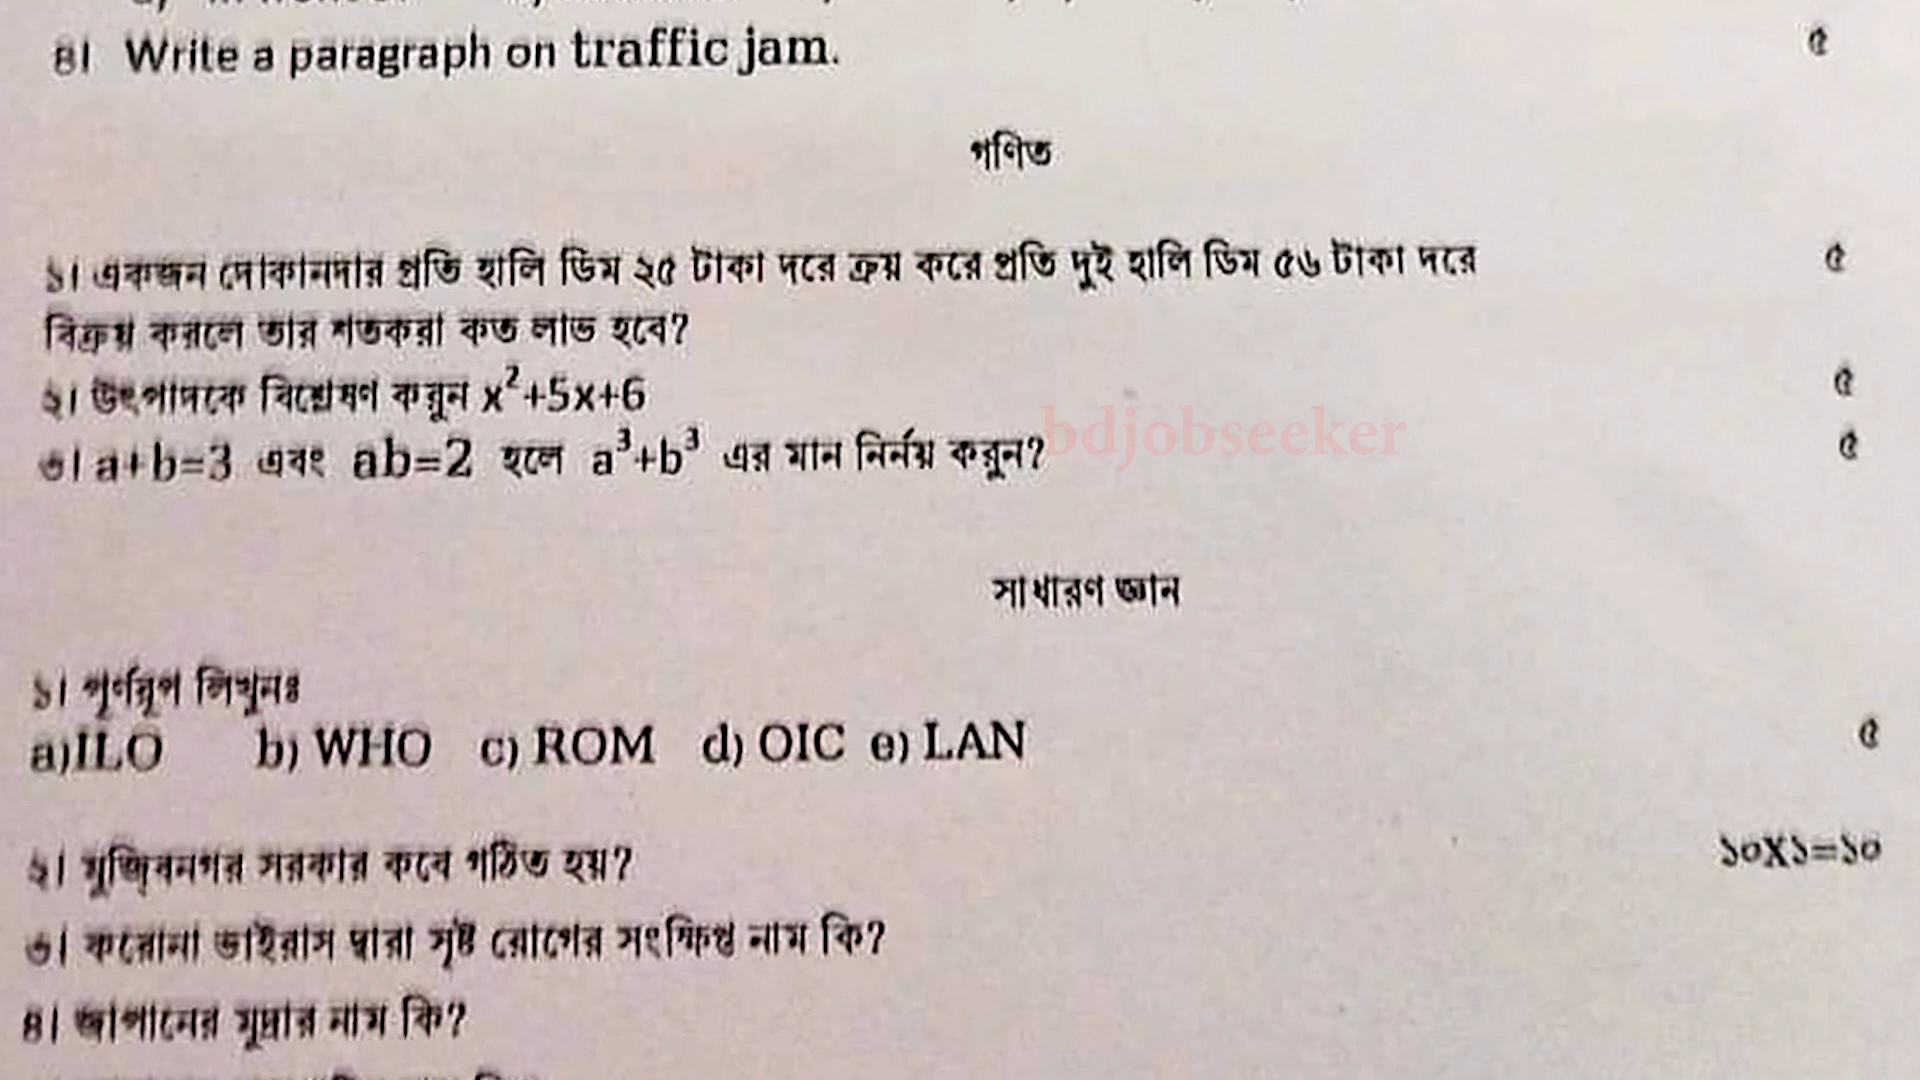 ৪। Write a paragraph on traffic jam. ৫
গণিত
১। একজন দোকানদার প্রতি হালি ডিম ২৫ টাকা দরে ক্রয় করে প্রতি দুই হালি ডিম ৫৬ টাকা দরে ৫
বিক্রয় করলে তার শতকরা কত লাভ হবে?
২। উৎপাদকে বিশ্লেষণ করুন x²+5x+6 ৫
৩। a+b=3 এবং ab=2 হলে a³+b³ এর মান নির্নয় করুন? ৫
bdjobseeker
সাধারণ জ্ঞান
১। পূর্ণরূপ লিখুনঃ
a)ILO b) WHO c) ROM d) OIC e) LAN ৫
২। মুজিবনগর সরকার কবে গঠিত হয়? ১০X১=১০
৩। করোনা ভাইরাস দ্বারা সৃষ্ট রোগের সংক্ষিপ্ত নাম কি?
৪। জাপানের মুদ্রার নাম কি?